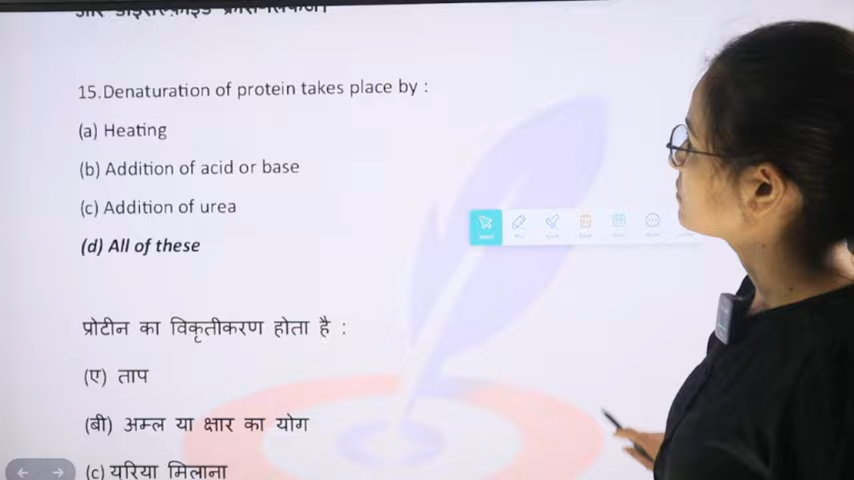 15.Denaturation of protein takes place by :
(a) Heating
(b) Addition of acid or base
(c) Addition of urea
(d) All of these
प्रोटीन का विकृतीकरण होता है :
(ए) ताप
(बी) अम्ल या क्षार का योग
(c) यूरिया मिलाना